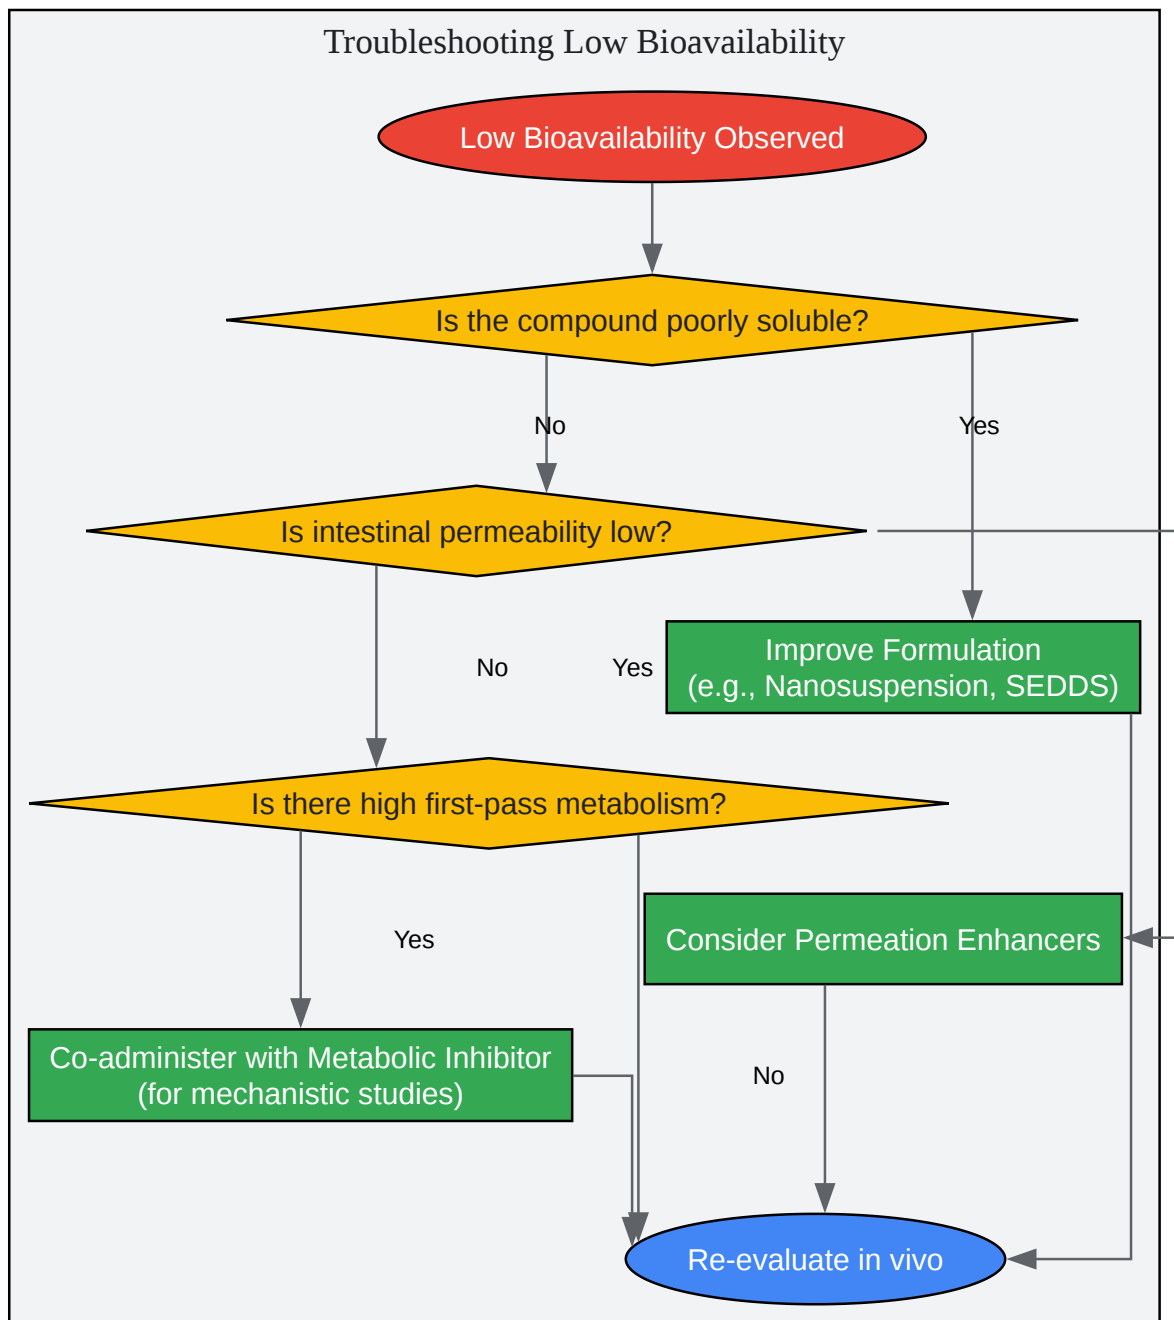 Troubleshooting Low Bioavailability
Low Bioavailability Observed
Is the compound poorly soluble?
No
Yes
Is intestinal permeability low?
Improve Formulation
(e.g., Nanosuspension, SEDDS)
No
Yes
Is there high first-pass metabolism?
Yes
Consider Permeation Enhancers
Co-administer with Metabolic Inhibitor
(for mechanistic studies)
No
Re-evaluate in vivo